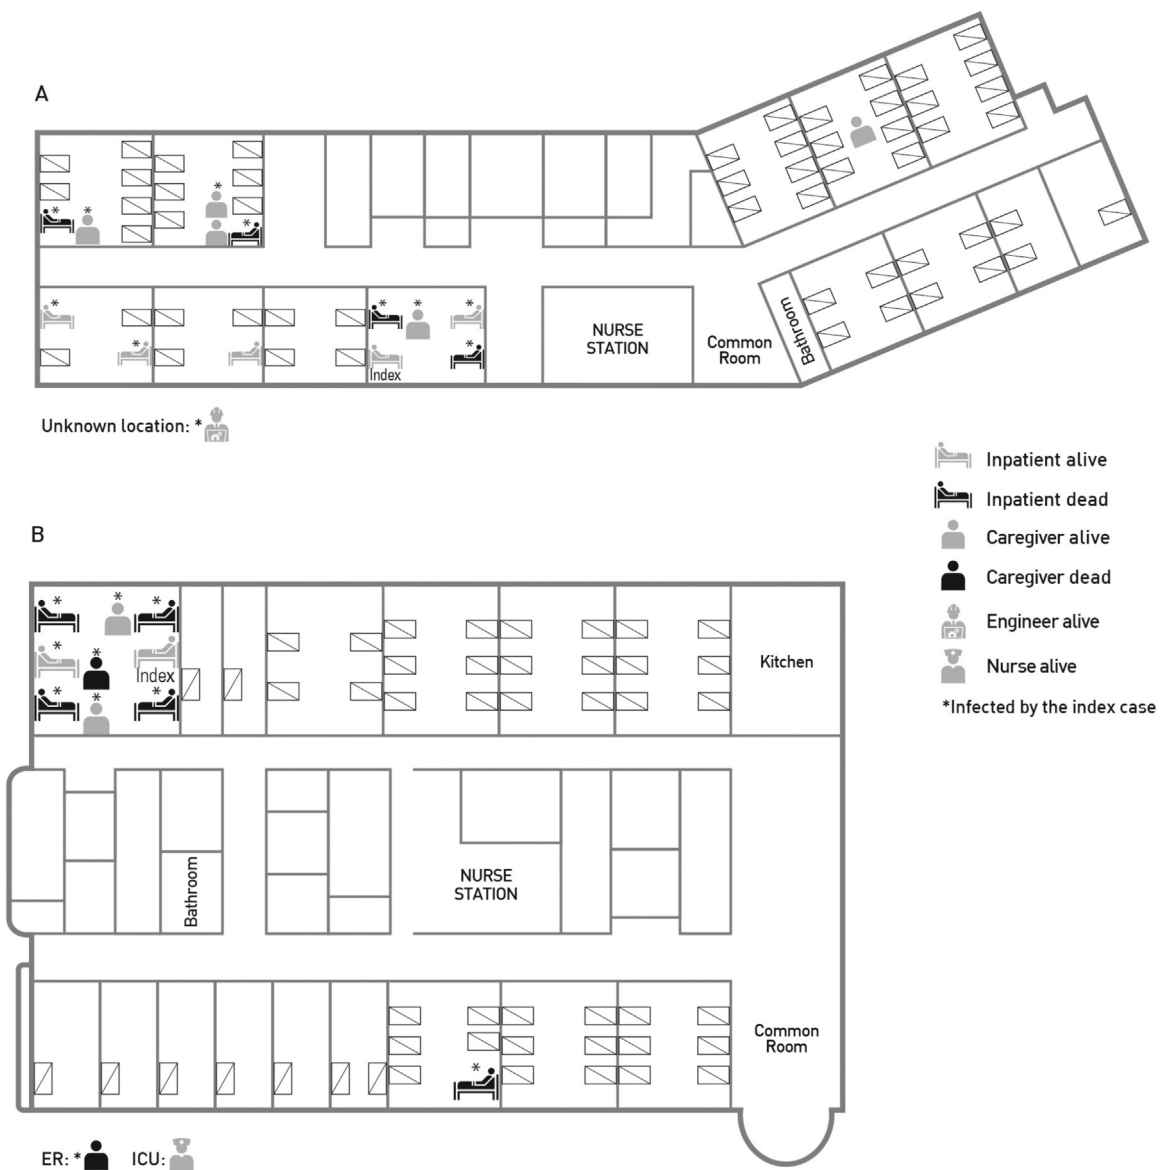 A
Index
NURSE
STATION
Common
Room
Bathroom
Unknown location: *
Inpatient alive
Inpatient dead
Caregiver alive
Caregiver dead
Engineer alive
Nurse alive
*Infected by the index case
B
Index
Kitchen
Bathroom
NURSE
STATION
Common
Room
ER: * ICU: